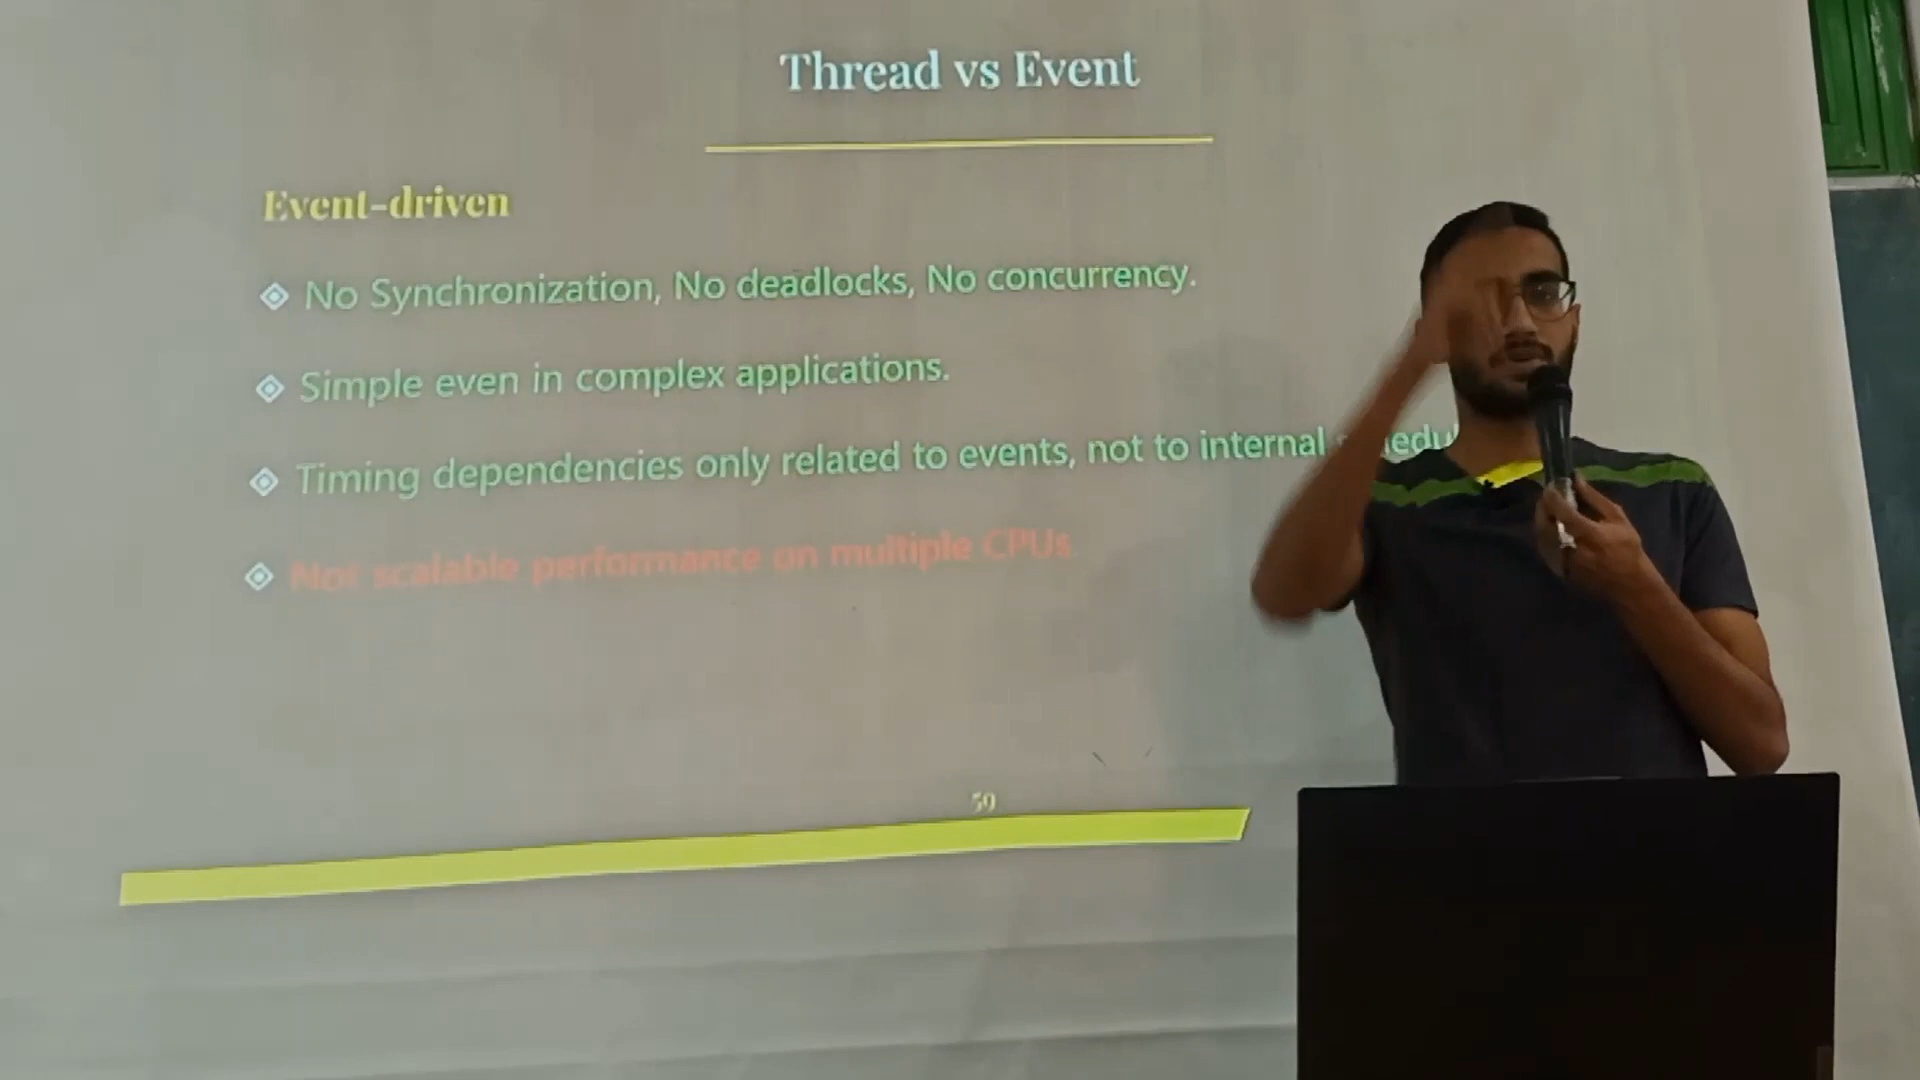 Thread vs Event
Event-driven
No Synchronization, No deadlocks, No concurrency.
Simple even in complex applications.
Timing dependencies only related to events, not to internal
Not scalable performance on multiple CPUs.
59